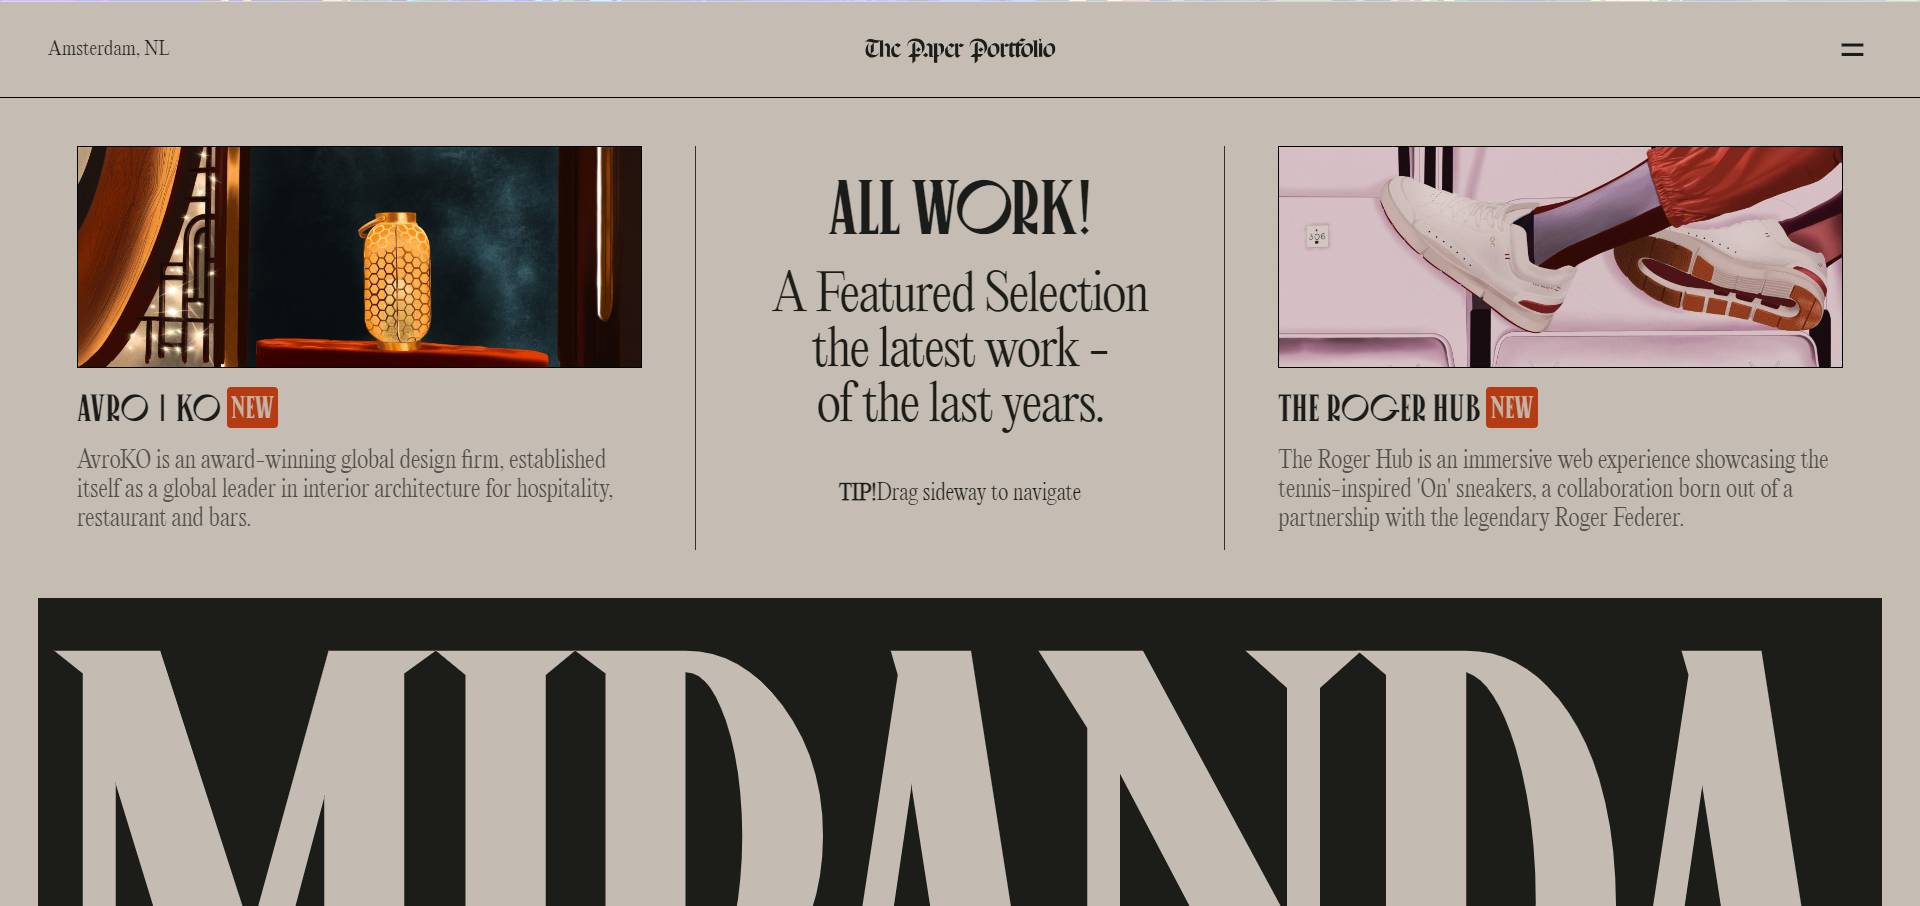 Amsterdam, NL
The Paper Portfolio
306
AVRO | KO NEW
AvroKO is an award-winning global design firm, established
itself as a global leader in interior architecture for hospitality,
restaurant and bars.
ALL WORK!
A Featured Selection
the latest work -
of the last years.
TIP!Drag sideway to navigate
THE ROGER HUB NEW
The Roger Hub is an immersive web experience showcasing the
tennis-inspired 'On' sneakers, a collaboration born out of a
partnership with the legendary Roger Federer.